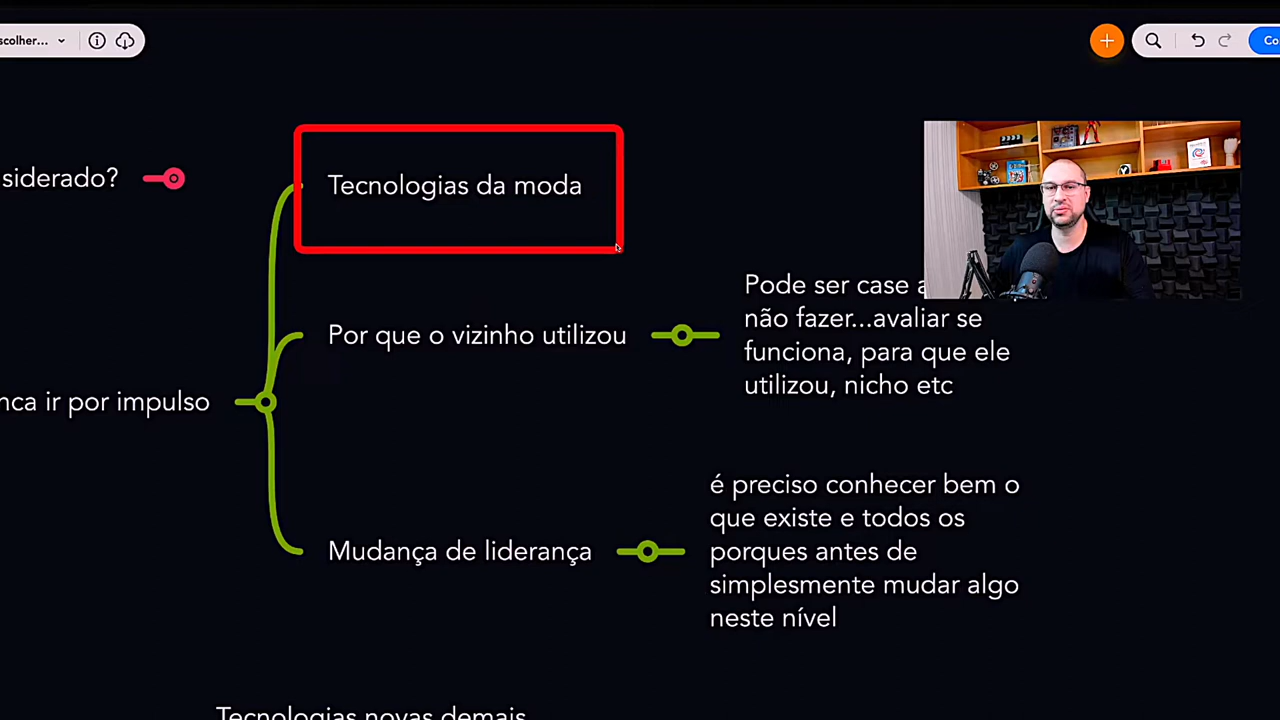 scolher...
Co
siderado?
Tecnologias da moda
Por que o vizinho utilizou
Pode ser case
não fazer...avaliar se
funciona, para que ele
utilizou, nicho etc
nca ir por impulso
Mudança de liderança
é preciso conhecer bem o
que existe e todos os
porques antes de
simplesmente mudar algo
neste nível
Tecnologias novas demais